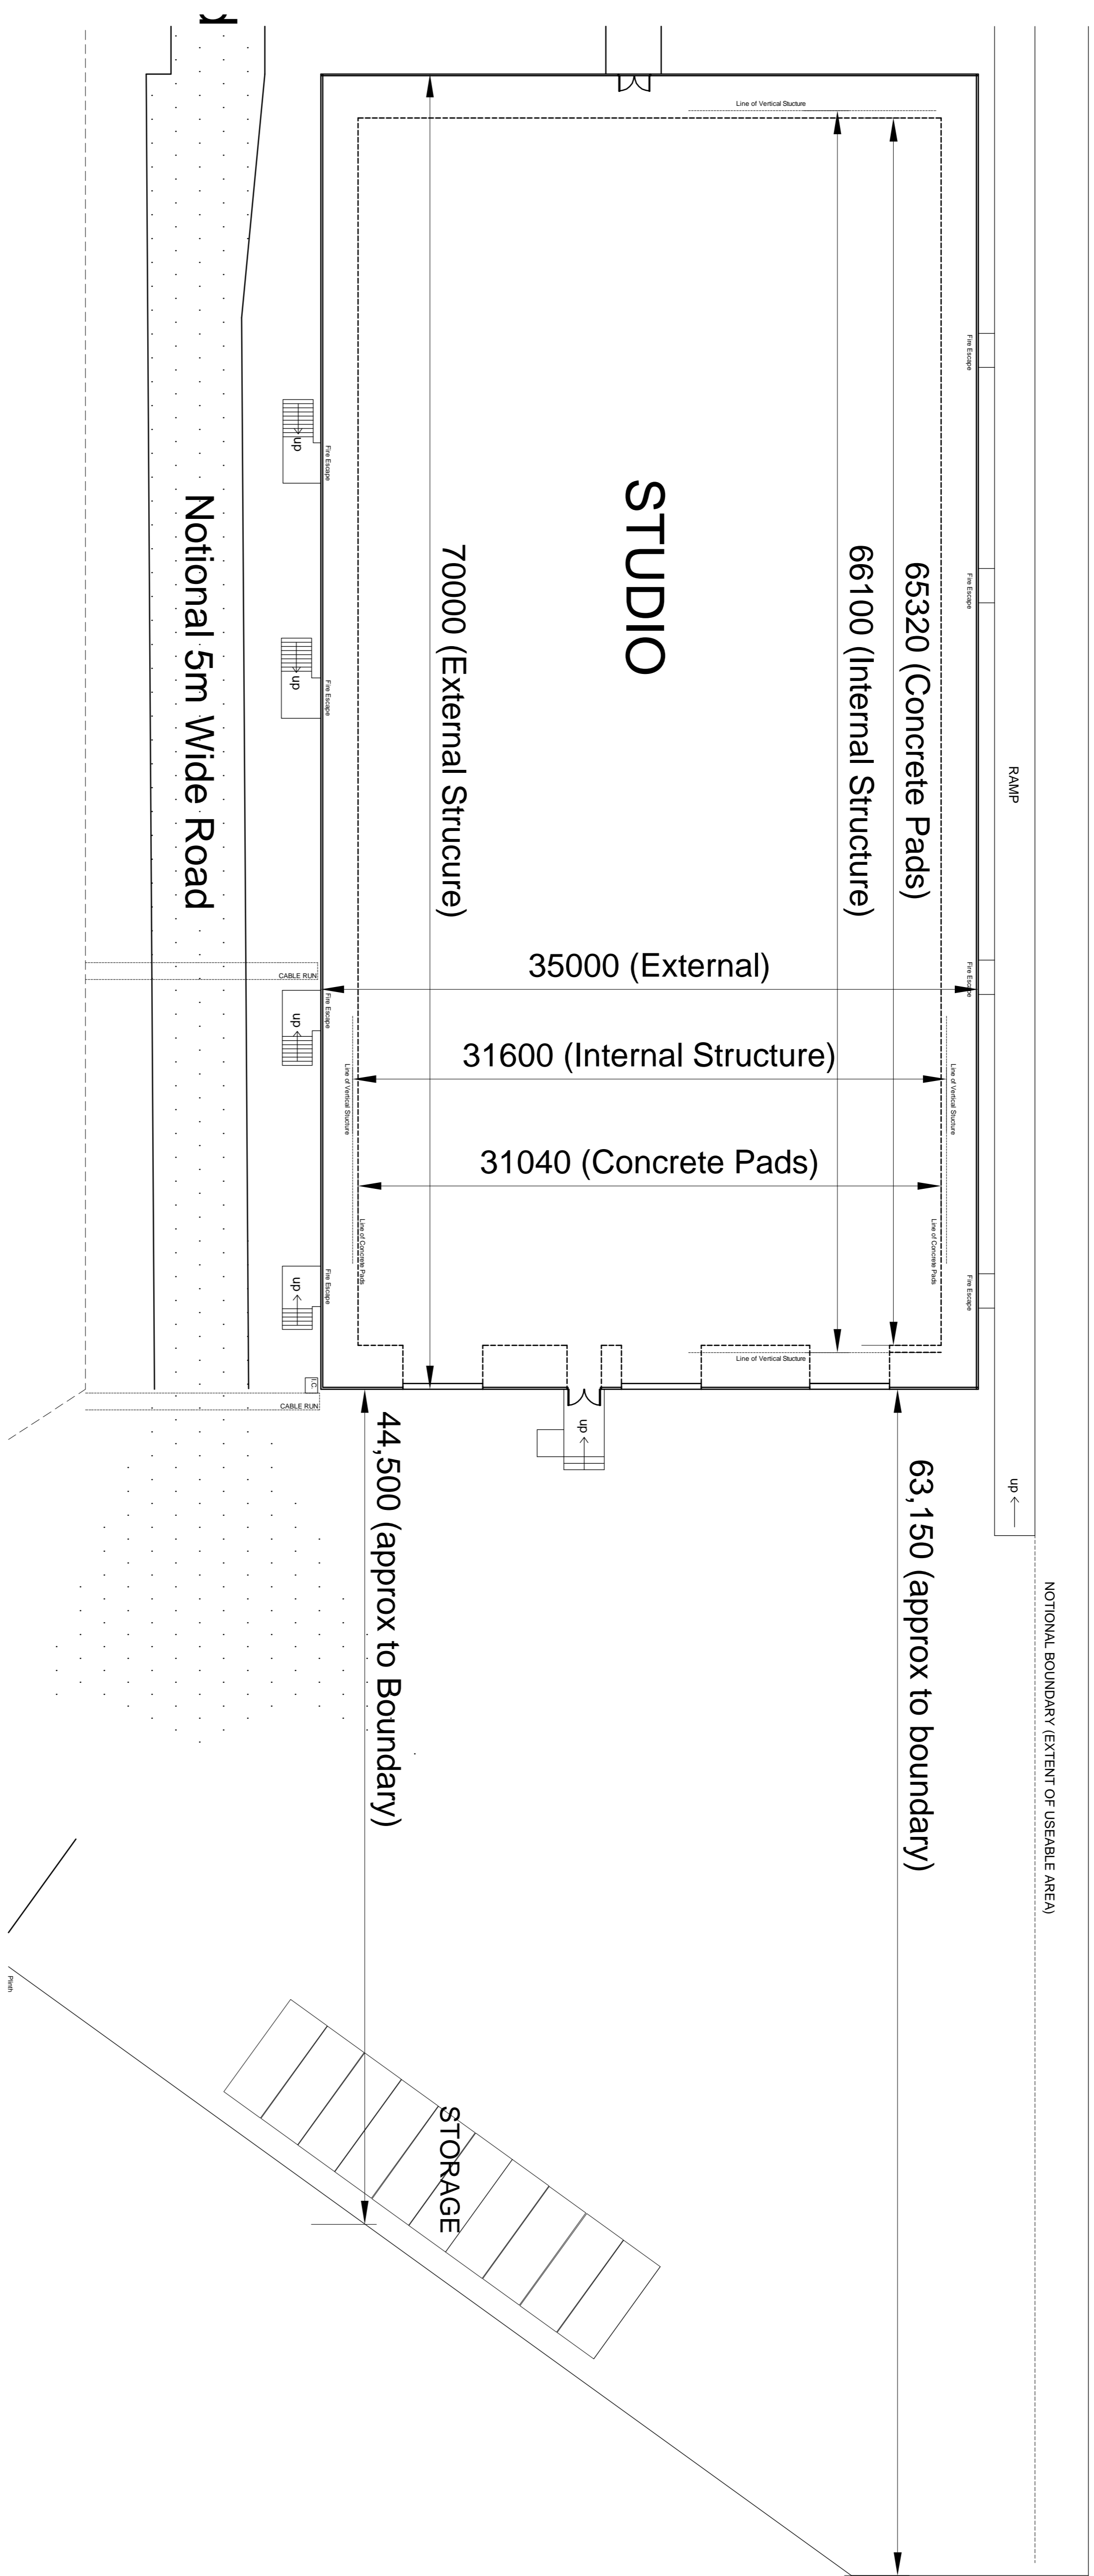 Line of Vertical Stucture
Fire Escape
STUDIO
65320 (Concrete Pads)
66100 (Internal Structure)
70000 (External Strucure)
Notional 5m Wide Road
up
Fire Escape
Fire Escape
up
Fire Escape
RAMP
35000 (External)
Fire Escape
CABLE RUN
Fire Escape
up
31600 (Internal Structure)
Line of Vertical Stucture
Line of Vertical Stucture
31040 (Concrete Pads)
Line of Concrete Pads
Line of Concrete Pads
Fire Escape
Fire Escape
up
Line of Vertical Stucture
I.C.
CABLE RUN
up
up
44,500 (approx to Boundary)
63,150 (approx to boundary)
NOTIONAL BOUNDARY (EXTENT OF USEABLE AREA)
Plinth
STORAGE